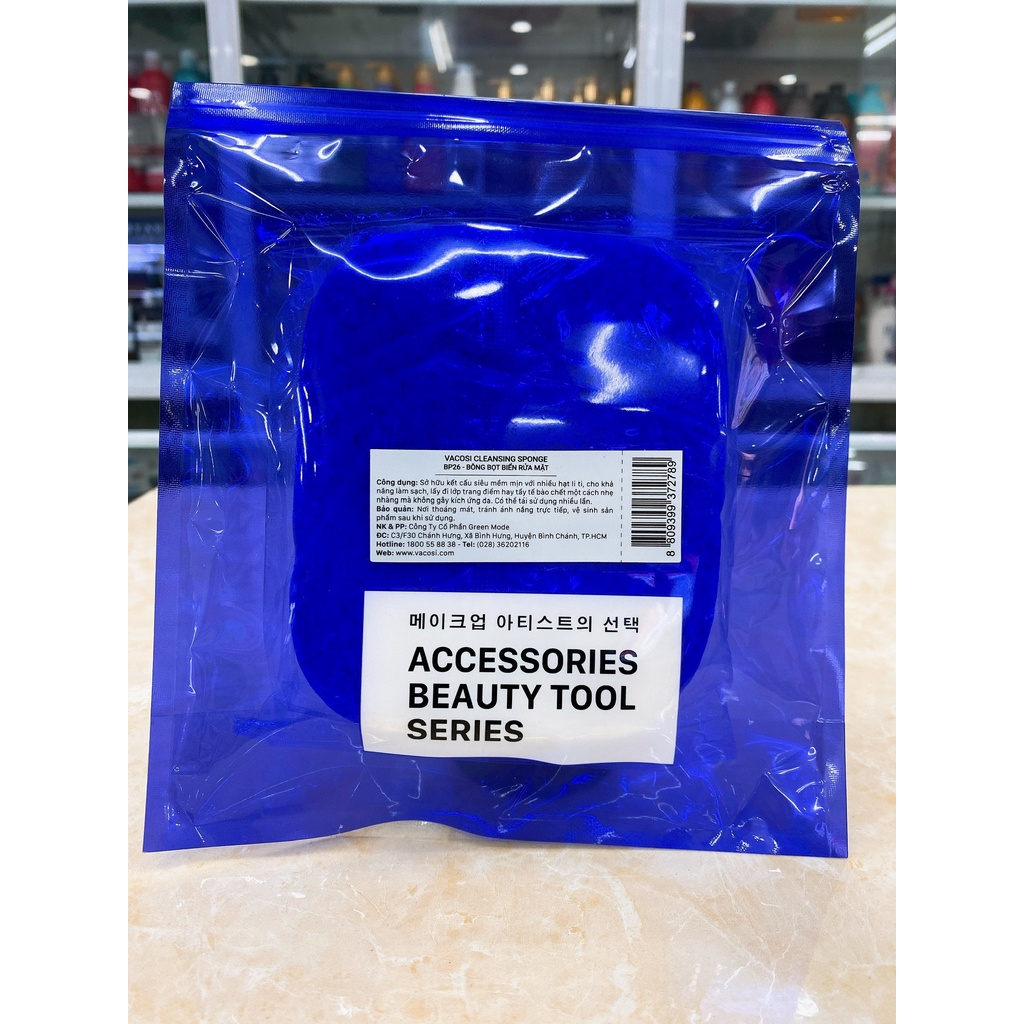 VACOSI CLEANSING SPONGE
BP26 - BÔNG BỌT BIỂN RỬA MẶT
Công dụng: Sở hữu kết cấu siêu mềm mịn với nhiều hạt li ti, cho khả
năng làm sạch, lấy đi lớp trang điểm hay tẩy tế bào chết một cách nhẹ
nhàng mà không gây kích ứng da. Có thể tái sử dụng nhiều lần.
Bảo quản: Nơi thoáng mát, tránh ánh nắng trực tiếp, vệ sinh sản
phẩm sau khi sử dụng.
NK & PP: Công Ty Cổ Phần Green Mode
ĐC: C3/F30 Chánh Hưng, Xã Bình Hưng, Huyện Bình Chánh, TP.HCM
Hotline: 1800 55 88 38 - Tel: (028) 36202116
Web: www.vacosi.com
8 809399 372789
메이크업 아티스트의 선택
ACCESSORIES
BEAUTY TOOL
SERIES